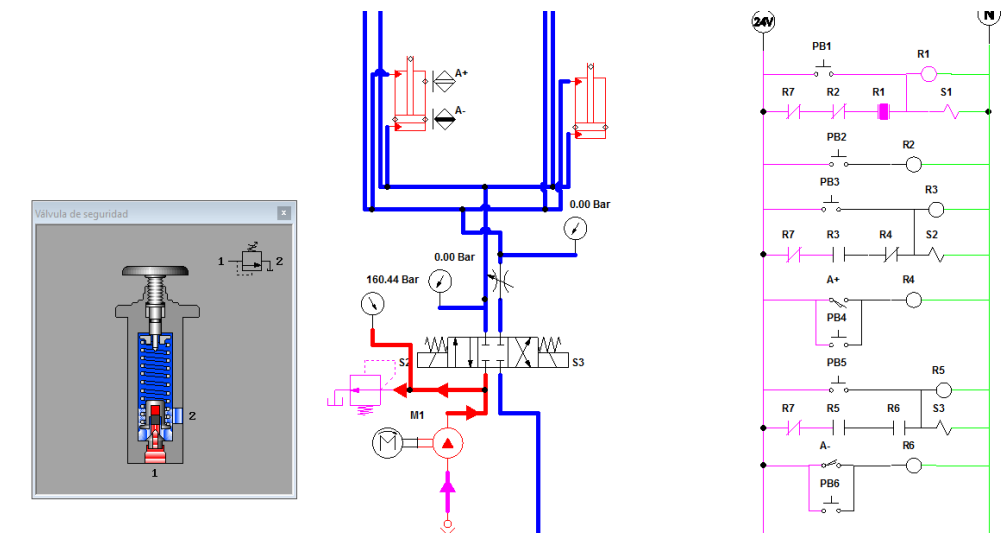 Válvula de seguridad x
1 2
2
1
A+
A-
0.00 Bar
0.00 Bar
160.44 Bar
S2
S3
M1
M
24V
N
PB1
R1
R7 R2 R1 S1
PB2
R2
PB3
R3
R7 R3 R4 S2
A+
R4
PB4
PB5
R5
R7 R5 R6 S3
A-
R6
PB6